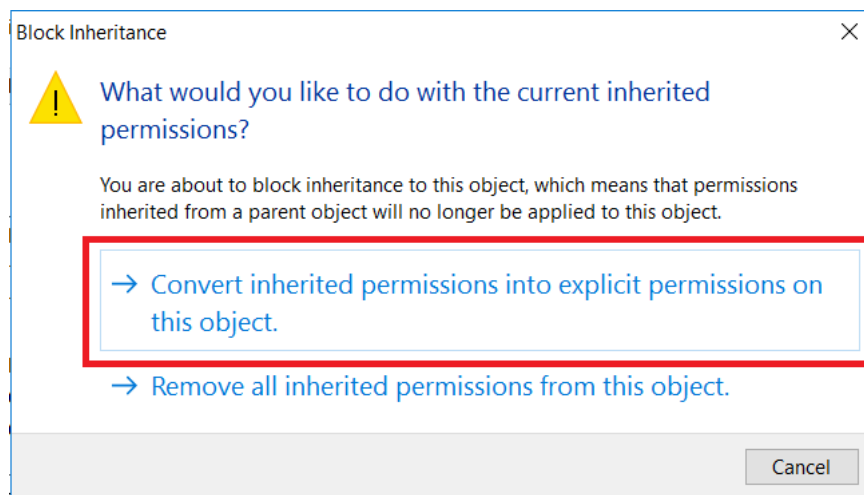 Block Inheritance
What would you like to do with the current inherited
permissions?
You are about to block inheritance to this object, which means that permissions
inherited from a parent object will no longer be applied to this object.
→ Convert inherited permissions into explicit permissions on
this object.
→ Remove all inherited permissions from this object.
Cancel